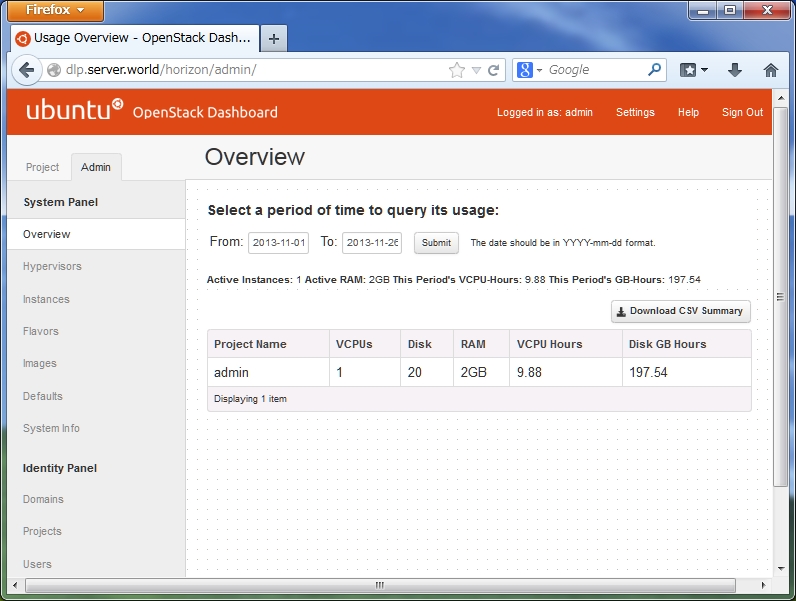 Firefox
Usage Overview - OpenStack Dash...
dlp.server.world/horizon/admin/
Google
ubuntu OpenStack Dashboard
Logged in as: admin Settings Help Sign Out
Project Admin
Overview
System Panel
Overview
Hypervisors
Instances
Flavors
Images
Defaults
System Info
Identity Panel
Domains
Projects
Users
Select a period of time to query its usage:
From: 2013-11-01 To: 2013-11-26 Submit The date should be in YYYY-mm-dd format.
Active Instances: 1 Active RAM: 2GB This Period's VCPU-Hours: 9.88 This Period's GB-Hours: 197.54
Download CSV Summary
Project Name VCPUs Disk RAM VCPU Hours Disk GB Hours
admin 1 20 2GB 9.88 197.54
Displaying 1 item